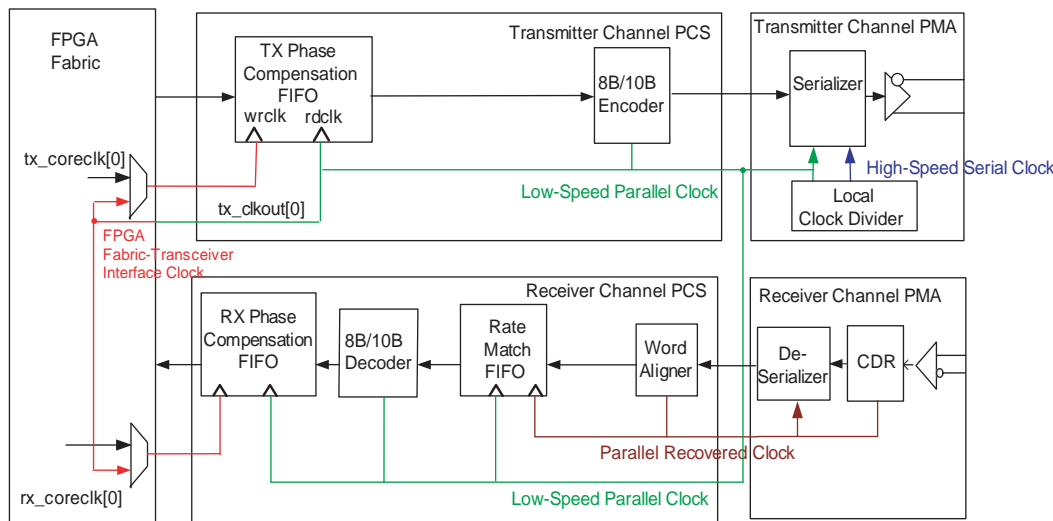 FPGA
Fabric
Transmitter Channel PCS
TX Phase
Compensation
FIFO
wrclk rdclk
8B/10B
Encoder
Transmitter Channel PMA
Serializer
High-Speed Serial Clock
Local
Clock Divider
tx_coreclk[0]
Low-Speed Parallel Clock
tx_clkout[0]
FPGA
Fabric-Transceiver
Interface Clock
Receiver Channel PCS
RX Phase
Compensation
FIFO
8B/10B
Decoder
Rate
Match
FIFO
Word
Aligner
Receiver Channel PMA
De-
Serializer
CDR
Parallel Recovered Clock
rx_coreclk[0]
Low-Speed Parallel Clock